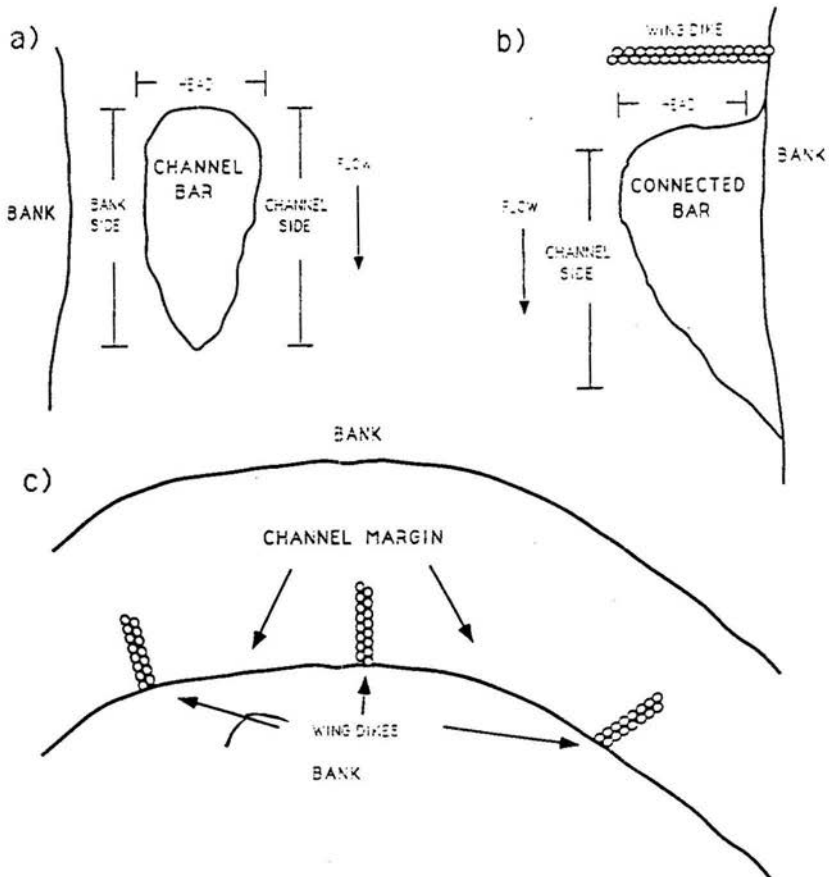 a)
HEAD
CHANNEL
BAR
BANK
BANK
SIDE
CHANNEL
SIDE
FLOW
b)
WING DIKE
HEAD
BANK
CONNECTED
BAR
FLOW
CHANNEL
SIDE
c)
BANK
CHANNEL MARGIN
WING DIKES
BANK